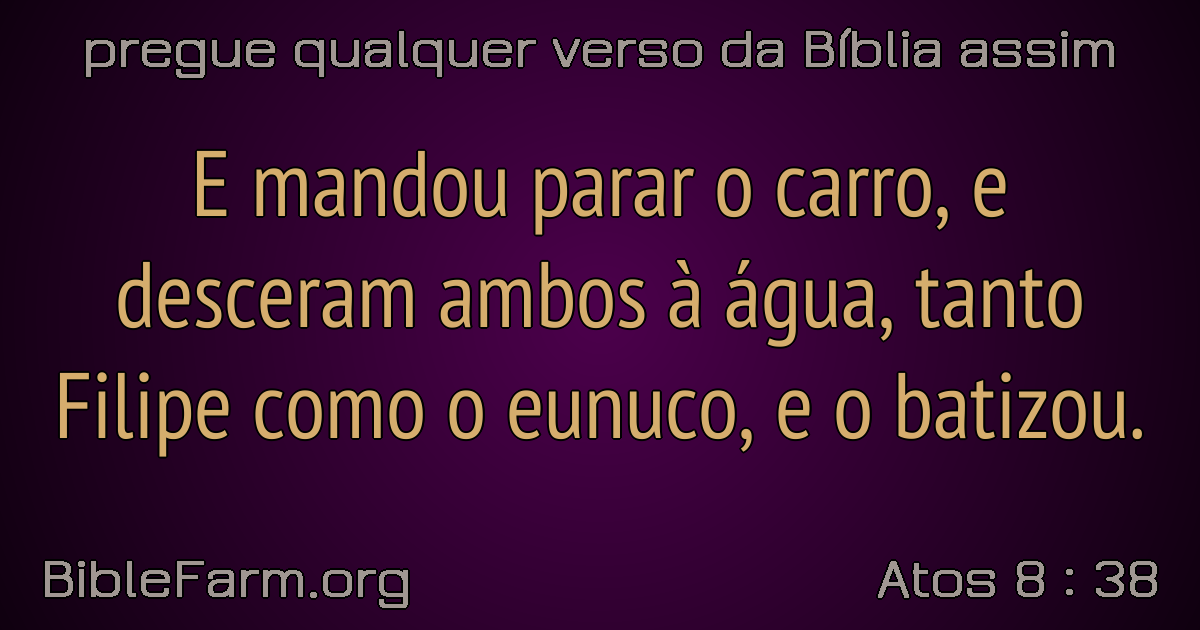 pregue qualquer verso da Bíblia assim
E mandou parar o carro, e
desceram ambos à água, tanto
Filipe como o eunuco, e o batizou.
BibleFarm.org
Atos 8 : 38